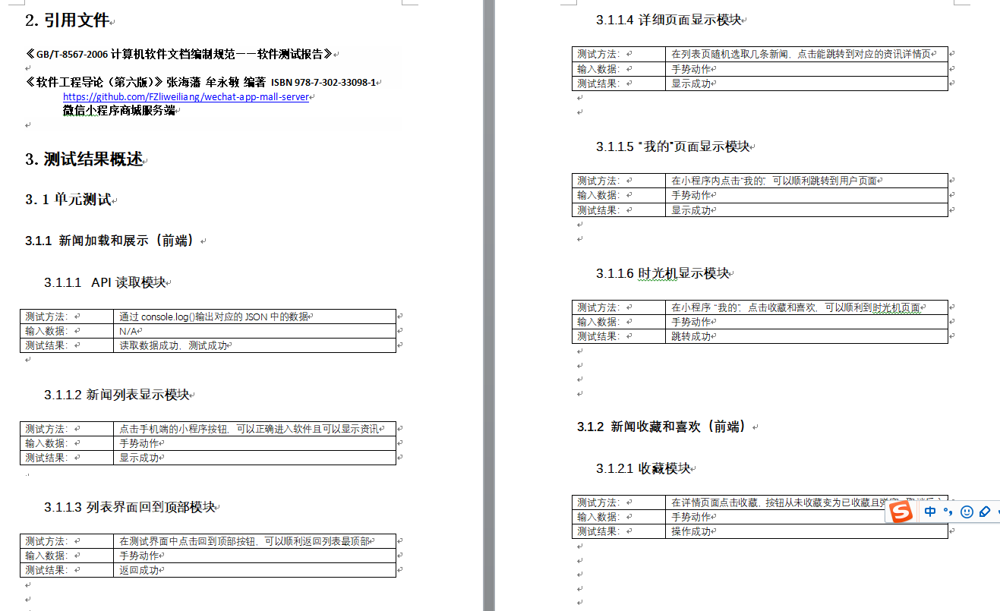 2. 引用文件
《GB/T-8567-2006 计算机软件文档编制规范——软件测试报告》
《软件工程导论（第六版）》张海藩 牟永敏 编著 ISBN 978-7-302-33098-1
https://github.com/FZliweiliang/wechat-app-mall-server
微信小程序商城服务端
3. 测试结果概述
3. 1 单元测试
3.1.1 新闻加载和展示（前端）
3.1.1.1 API 读取模块
测试方法： 通过 console.log()输出对应的 JSON 中的数据
输入数据： N/A
测试结果： 读取数据成功，测试成功
3.1.1.2 新闻列表显示模块
测试方法： 点击手机端的小程序按钮，可以正确进入软件且可以显示资讯
输入数据： 手势动作
测试结果： 显示成功
3.1.1.3 列表界面回到顶部模块
测试方法： 在测试界面中点击回到顶部按钮，可以顺利返回列表最顶部
输入数据： 手势动作
测试结果： 返回成功
3.1.1.4 详细页面显示模块
测试方法： 在列表页随机选取几条新闻，点击能跳转到对应的资讯详情页
输入数据： 手势动作
测试结果： 显示成功
3.1.1.5 “我的”页面显示模块
测试方法： 在小程序内点击“我的”，可以顺利跳转到用户页面
输入数据： 手势动作
测试结果： 显示成功
3.1.1.6 时光机显示模块
测试方法： 在小程序 “我的”，点击收藏和喜欢，可以顺利到时光机页面
输入数据： 手势动作
测试结果： 跳转成功
3.1.2 新闻收藏和喜欢（前端）
3.1.2.1 收藏模块
测试方法： 在详情页面点击收藏，按钮从未收藏变为已收藏且弹窗
输入数据： 手势动作
测试结果： 操作成功
S 中